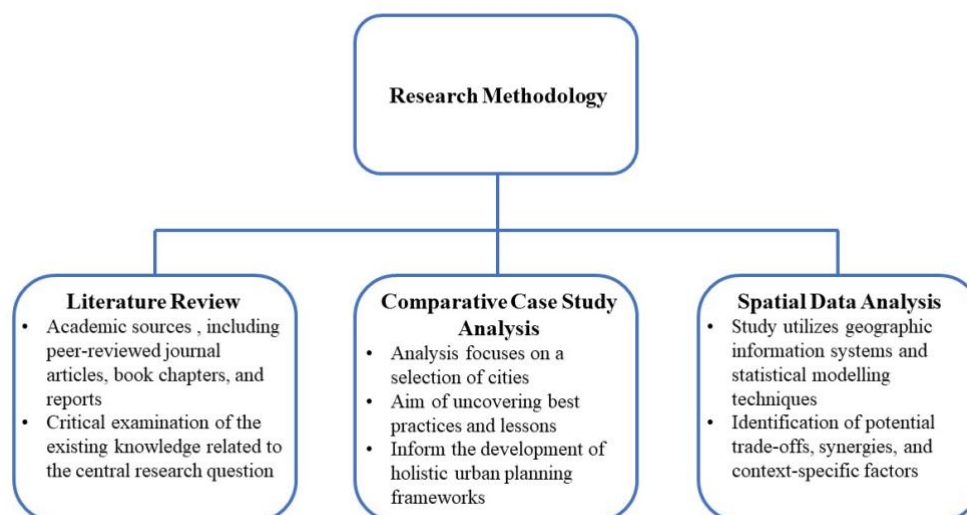 Research Methodology
Literature Review
• Academic sources , including
peer-reviewed journal
articles, book chapters, and
reports
• Critical examination of the
existing knowledge related to
the central research question
Comparative Case Study
Analysis
• Analysis focuses on a
selection of cities
• Aim of uncovering best
practices and lessons
• Inform the development of
holistic urban planning
frameworks
Spatial Data Analysis
• Study utilizes geographic
information systems and
statistical modelling
techniques
• Identification of potential
trade-offs, synergies, and
context-specific factors